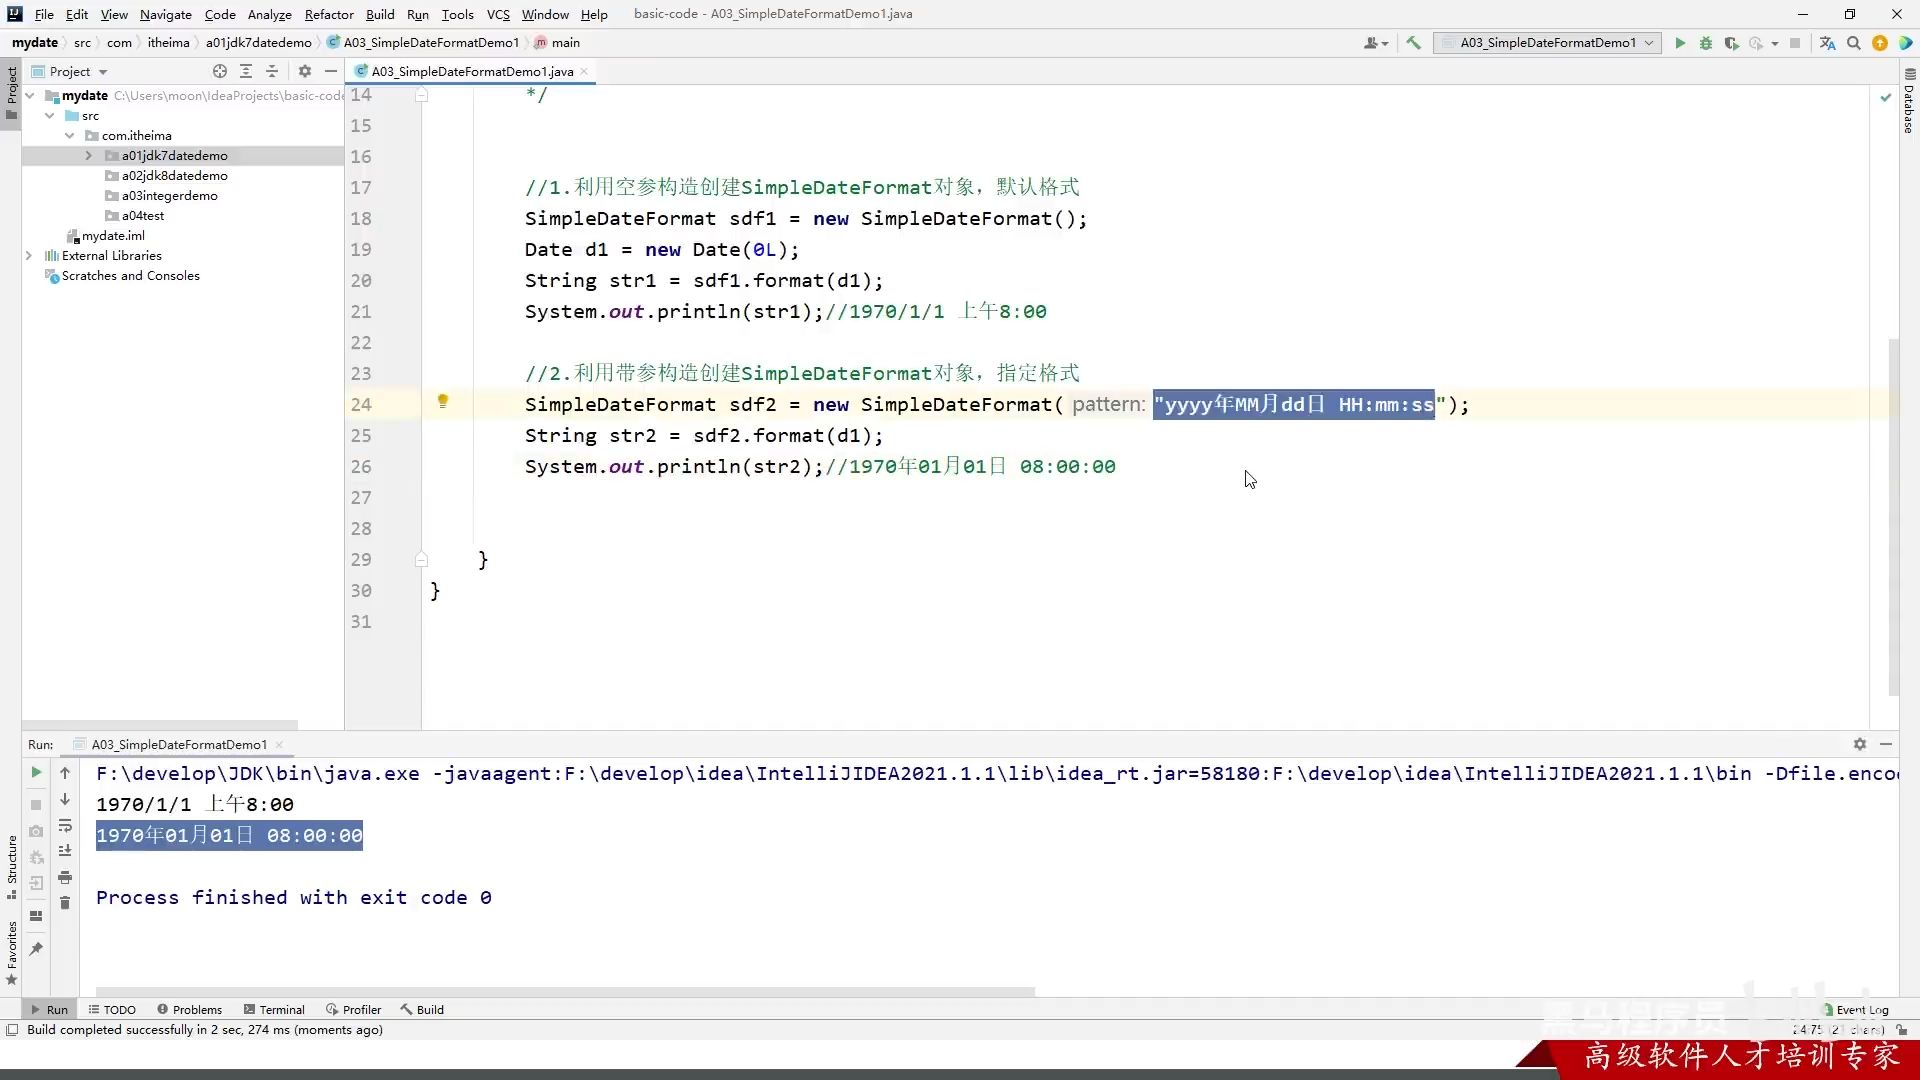 File Edit View Navigate Code Analyze Refactor Build Run Tools VCS Window Help basic-code - A03_SimpleDateFormatDemo1.java
mydate src com itheima a01jdk7datedemo A03_SimpleDateFormatDemo1 main A03_SimpleDateFormatDemo1
Project
A03_SimpleDateFormatDemo1.java
mydate C:\Users\moon\IdeaProjects\basic-code
src
com.itheima
a01jdk7datedemo
a02jdk8datedemo
a03integerdemo
a04test
mydate.iml
External Libraries
Scratches and Consoles
Project
Database
14 */
15
16
17 //1.利用空参构造创建SimpleDateFormat对象，默认格式
18 SimpleDateFormat sdf1 = new SimpleDateFormat();
19 Date d1 = new Date(0L);
20 String str1 = sdf1.format(d1);
21 System.out.println(str1);//1970/1/1 上午8:00
22
23 //2.利用带参构造创建SimpleDateFormat对象，指定格式
24 SimpleDateFormat sdf2 = new SimpleDateFormat( pattern: "yyyy年MM月dd日 HH:mm:ss");
25 String str2 = sdf2.format(d1);
26 System.out.println(str2);//1970年01月01日 08:00:00
27
28
29 }
30 }
31
Run: A03_SimpleDateFormatDemo1
F:\develop\JDK\bin\java.exe -javaagent:F:\develop\idea\IntelliJIDEA2021.1.1\lib\idea_rt.jar=58180:F:\develop\idea\IntelliJIDEA2021.1.1\bin -Dfile.enco
1970/1/1 上午8:00
1970年01月01日 08:00:00
Process finished with exit code 0
Structure
Favorites
Run TODO Problems Terminal Profiler Build Event Log
Build completed successfully in 2 sec, 274 ms (moments ago) 24:75 (21 chars)
黑马程序员
高级软件人才培训专家